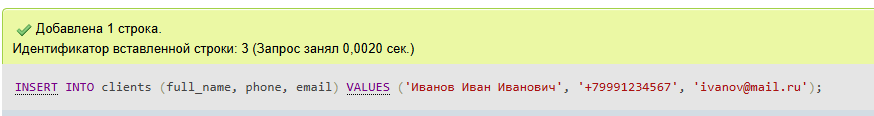 Добавлена 1 строка.
Идентификатор вставленной строки: 3 (Запрос занял 0,0020 сек.)
INSERT INTO clients (full_name, phone, email) VALUES ('Иванов Иван Иванович', '+79991234567', 'ivanov@mail.ru');